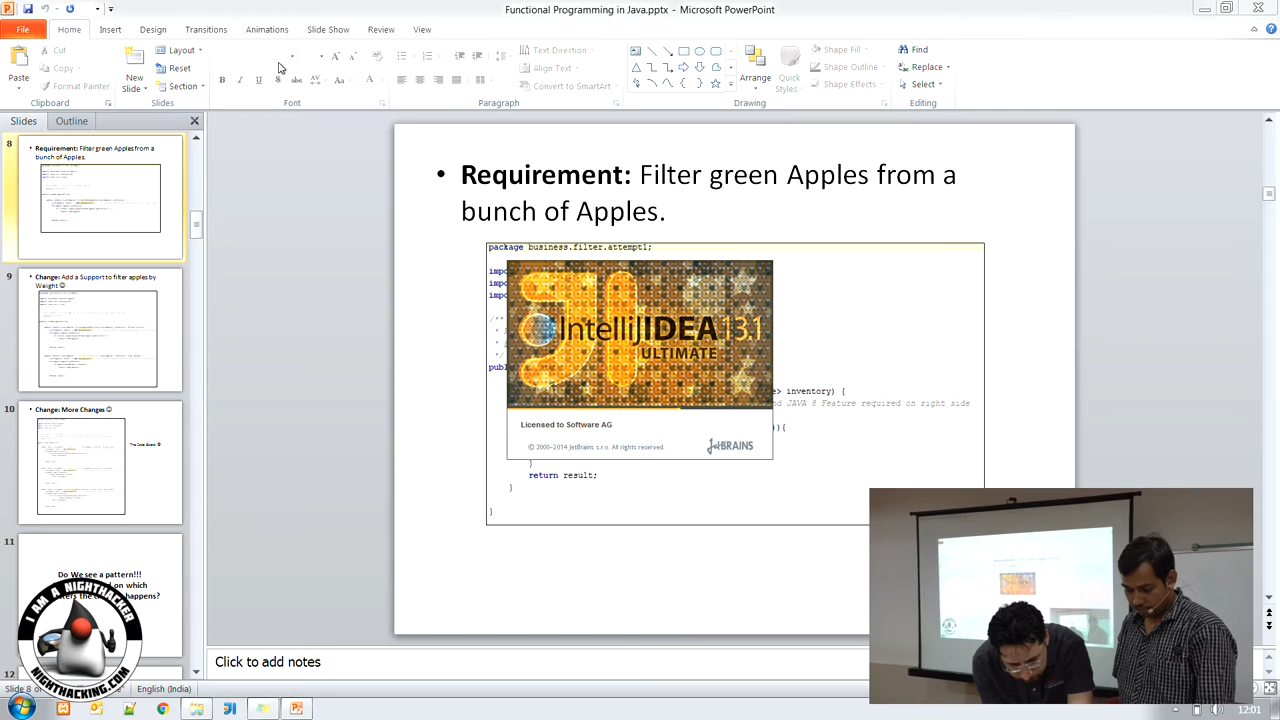 Functional Programming in Java.pptx - Microsoft PowerPoint
File Home Insert Design Transitions Animations Slide Show Review View
Cut
Copy
Format Painter
Paste
Clipboard
New
Slide
Layout
Reset
Section
Slides
Font
Text Direction
Align Text
Convert to SmartArt
Paragraph
Arrange
Quick
Styles
Shape Fill
Shape Outline
Shape Effects
Drawing
Find
Replace
Select
Editing
Slides Outline
8
Requirement: Filter green Apples from a
bunch of Apples.
9
Change: Add a Support to filter apples by
Weight
10
Change: More Changes
11
Do We see a pattern!!!
on which
happens?
12
I AM A NIGHTHACKER
NIGHTHACKING.COM
• Requirement: Filter green Apples from a
bunch of Apples.
package business.filter.attempt1;
IntelliJ IDEA 13.1
ULTIMATE
Licensed to Software AG
© 2000–2014 JetBrains s.r.o. All rights reserved.
JetBRAINS
> inventory) {
JAVA 8 Feature required on right side
)){
}
return result;
}
}
Click to add notes
Slide 8 English (India)
12:01